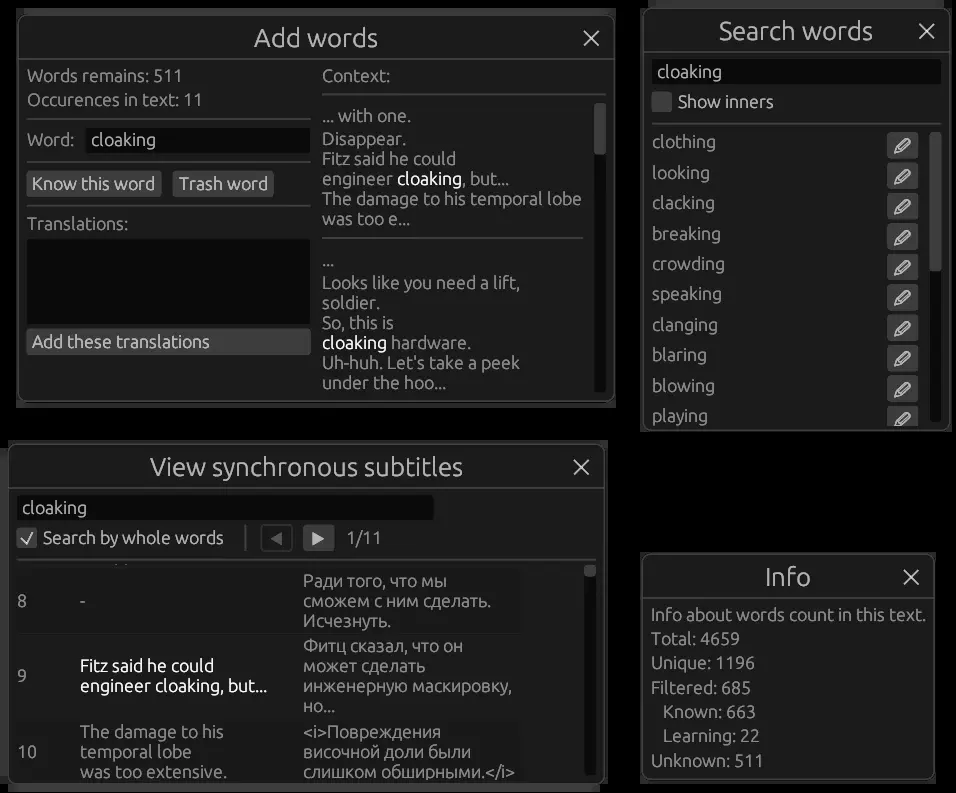 Add words
Words remains: 511
Occurences in text: 11
Word: cloaking
Know this word Trash word
Translations:
Add these translations
Context:
... with one.
Disappear.
Fitz said he could
engineer cloaking, but...
The damage to his temporal lobe
was too e...
...
Looks like you need a lift,
soldier.
So, this is
cloaking hardware.
Uh-huh. Let's take a peek
under the hoo...
Search words
cloaking
Show inners
clothing
looking
clacking
breaking
crowding
speaking
clanging
blaring
blowing
playing
View synchronous subtitles
cloaking
Search by whole words 1/11
8
-
Ради того, что мы
сможем с ним сделать.
Исчезнуть.
9
Fitz said he could
engineer cloaking, but...
Фитц сказал, что он
может сделать
инженерную маскировку,
но...
10
The damage to his
temporal lobe
was too extensive.
<i>Повреждения
височной доли были
слишком обширными.</i>
Info
Info about words count in this text.
Total: 4659
Unique: 1196
Filtered: 685
Known: 663
Learning: 22
Unknown: 511